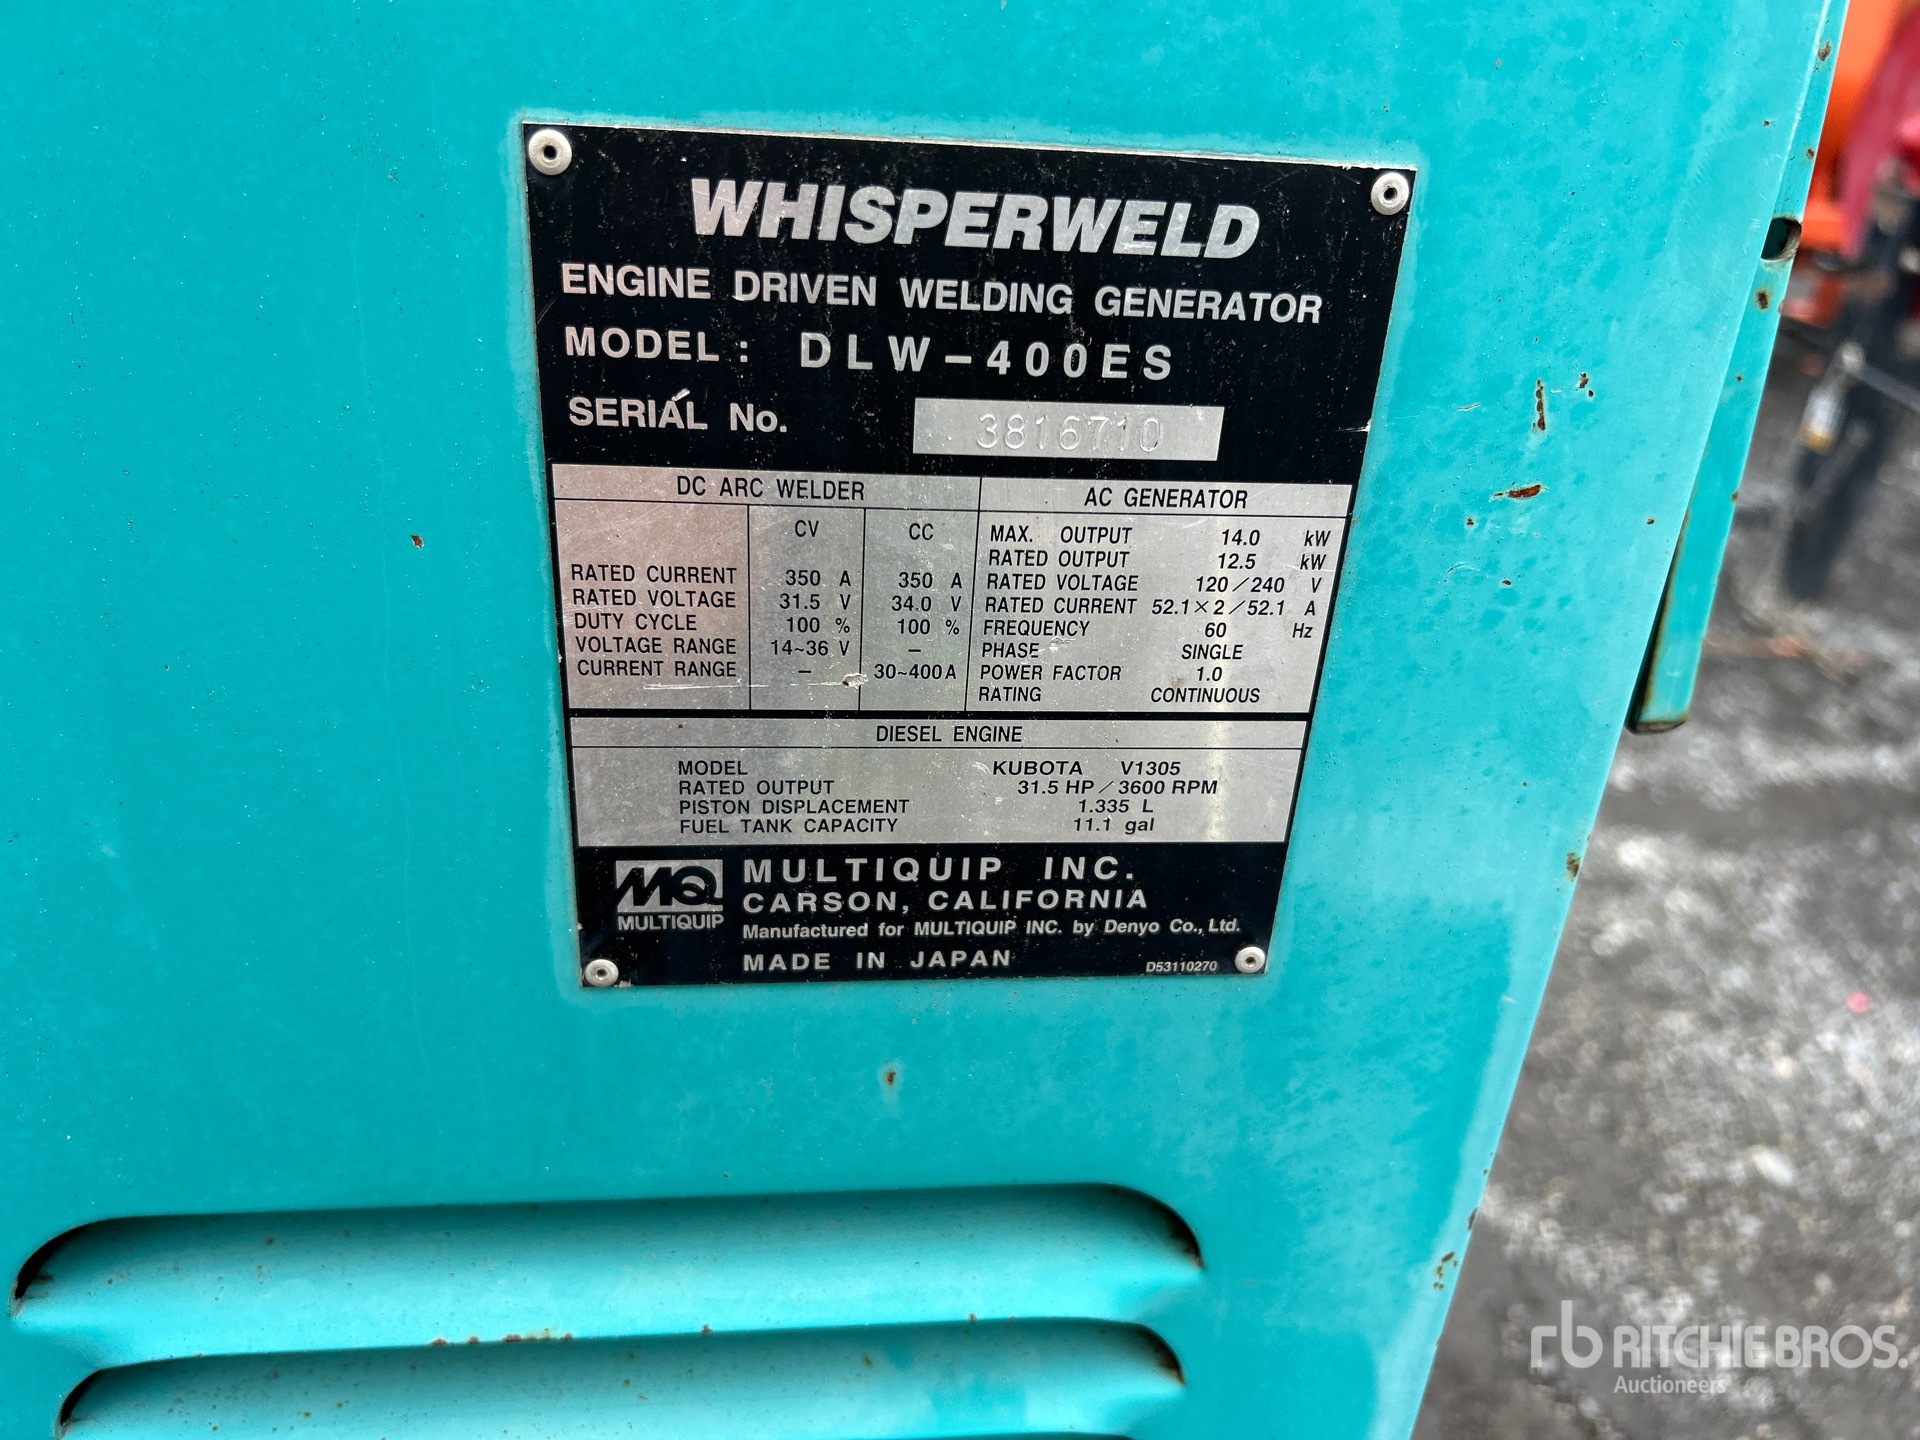 WHISPERWELD
ENGINE DRIVEN WELDING GENERATOR
MODEL : DLW-400ES
SERIAL No. 3816710
DC ARC WELDER
CV CC
RATED CURRENT 350 A 350 A
RATED VOLTAGE 31.5 V 34.0 V
DUTY CYCLE 100 % 100 %
VOLTAGE RANGE 14~36 V –
CURRENT RANGE – 30~400A
AC GENERATOR
MAX. OUTPUT 14.0 kW
RATED OUTPUT 12.5 kW
RATED VOLTAGE 120/240 V
RATED CURRENT 52.1×2/52.1 A
FREQUENCY 60 Hz
PHASE SINGLE
POWER FACTOR 1.0
RATING CONTINUOUS
DIESEL ENGINE
MODEL KUBOTA V1305
RATED OUTPUT 31.5 HP/3600 RPM
PISTON DISPLACEMENT 1.335 L
FUEL TANK CAPACITY 11.1 gal
MQ
MULTIQUIP
MULTIQUIP INC.
CARSON, CALIFORNIA
Manufactured for MULTIQUIP INC. by Denyo Co., Ltd.
MADE IN JAPAN
D53110270
rb RITCHIE BROS.
Auctioneers